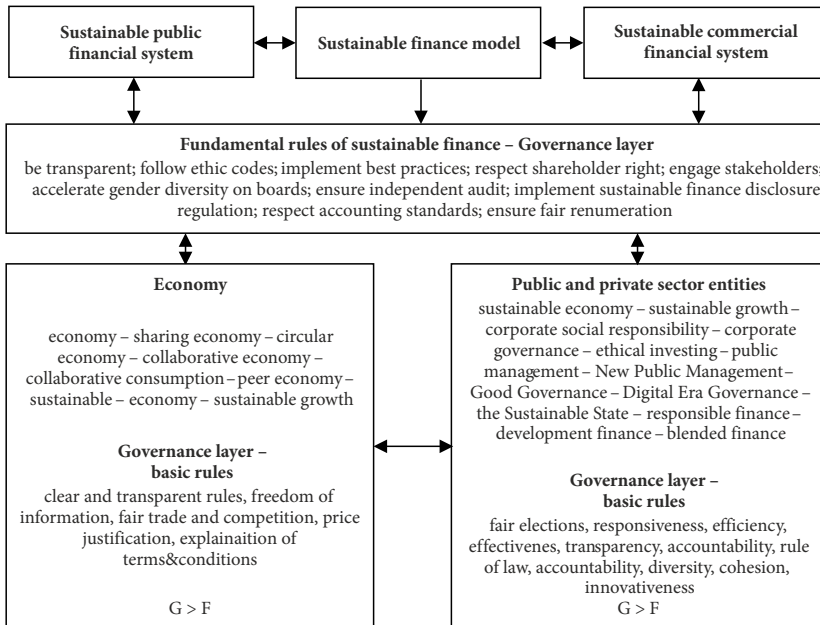 Sustainable public
financial system
Sustainable finance model
Sustainable commercial
financial system
Fundamental rules of sustainable finance – Governance layer
be transparent; follow ethic codes; implement best practices; respect shareholder right; engage stakeholders;
accelerate gender diversity on boards; ensure independent audit; implement sustainable finance disclosure
regulation; respect accounting standards; ensure fair renumeration
Economy
economy – sharing economy – circular
economy – collaborative economy –
collaborative consumption – peer economy –
sustainable – economy – sustainable growth
Governance layer –
basic rules
clear and transparent rules, freedom of
information, fair trade and competition, price
justification, explainaition of
terms&conditions
G > F
Public and private sector entities
sustainable economy – sustainable growth –
corporate social responsibility – corporate
governance – ethical investing – public
management – New Public Management –
Good Governance – Digital Era Governance –
the Sustainable State – responsible finance –
development finance – blended finance
Governance layer –
basic rules
fair elections, responsiveness, efficiency,
effectivenes, transparency, accountability, rule
of law, accountability, diversity, cohesion,
innovativeness
G > F